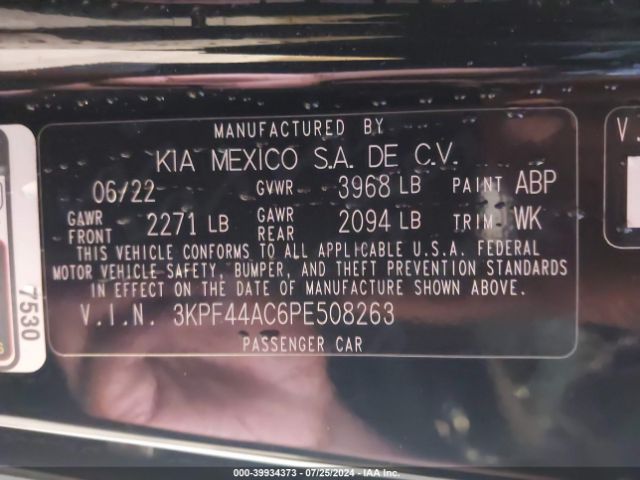 MANUFACTURED BY
KIA MEXICO S.A. DE C.V.
06/22 GVWR 3968 LB PAINT ABP
GAWR FRONT 2271 LB GAWR REAR 2094 LB TRIM WK
THIS VEHICLE CONFORMS TO ALL APPLICABLE U.S.A. FEDERAL
MOTOR VEHICLE SAFETY, BUMPER, AND THEFT PREVENTION STANDARDS
IN EFFECT ON THE DATE OF MANUFACTURE SHOWN ABOVE.
V.I.N. 3KPF44AC6PE508263
PASSENGER CAR
7530
V.
000-39934373 - 07/25/2024 - IAA Inc.